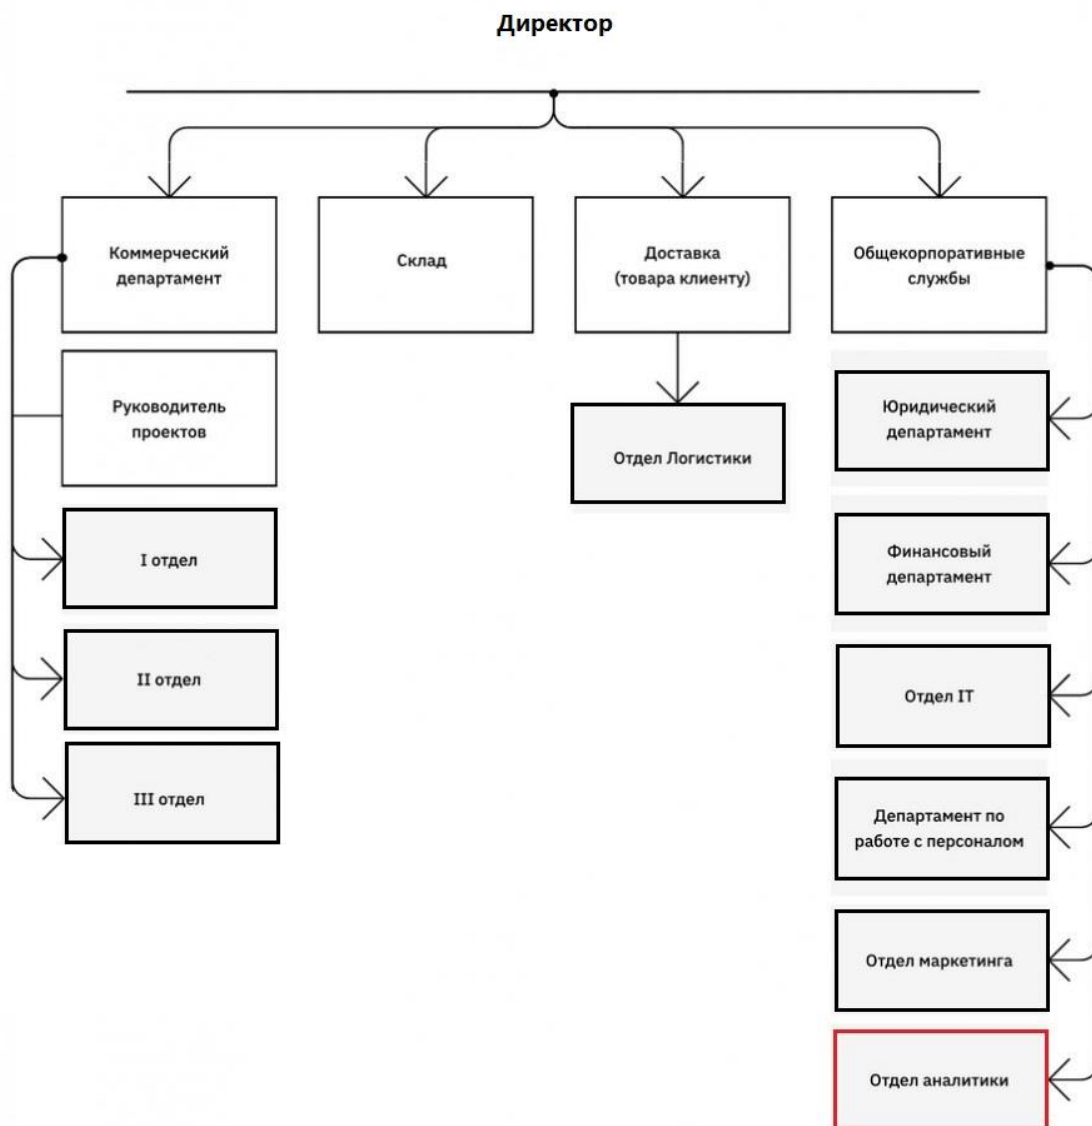 Директор
Коммерческий
департамент
Склад
Доставка
(товара клиенту)
Общекорпоративные
службы
Руководитель
проектов
I отдел
II отдел
III отдел
Отдел Логистики
Юридический
департамент
Финансовый
департамент
Отдел IT
Департамент по
работе с персоналом
Отдел маркетинга
Отдел аналитики